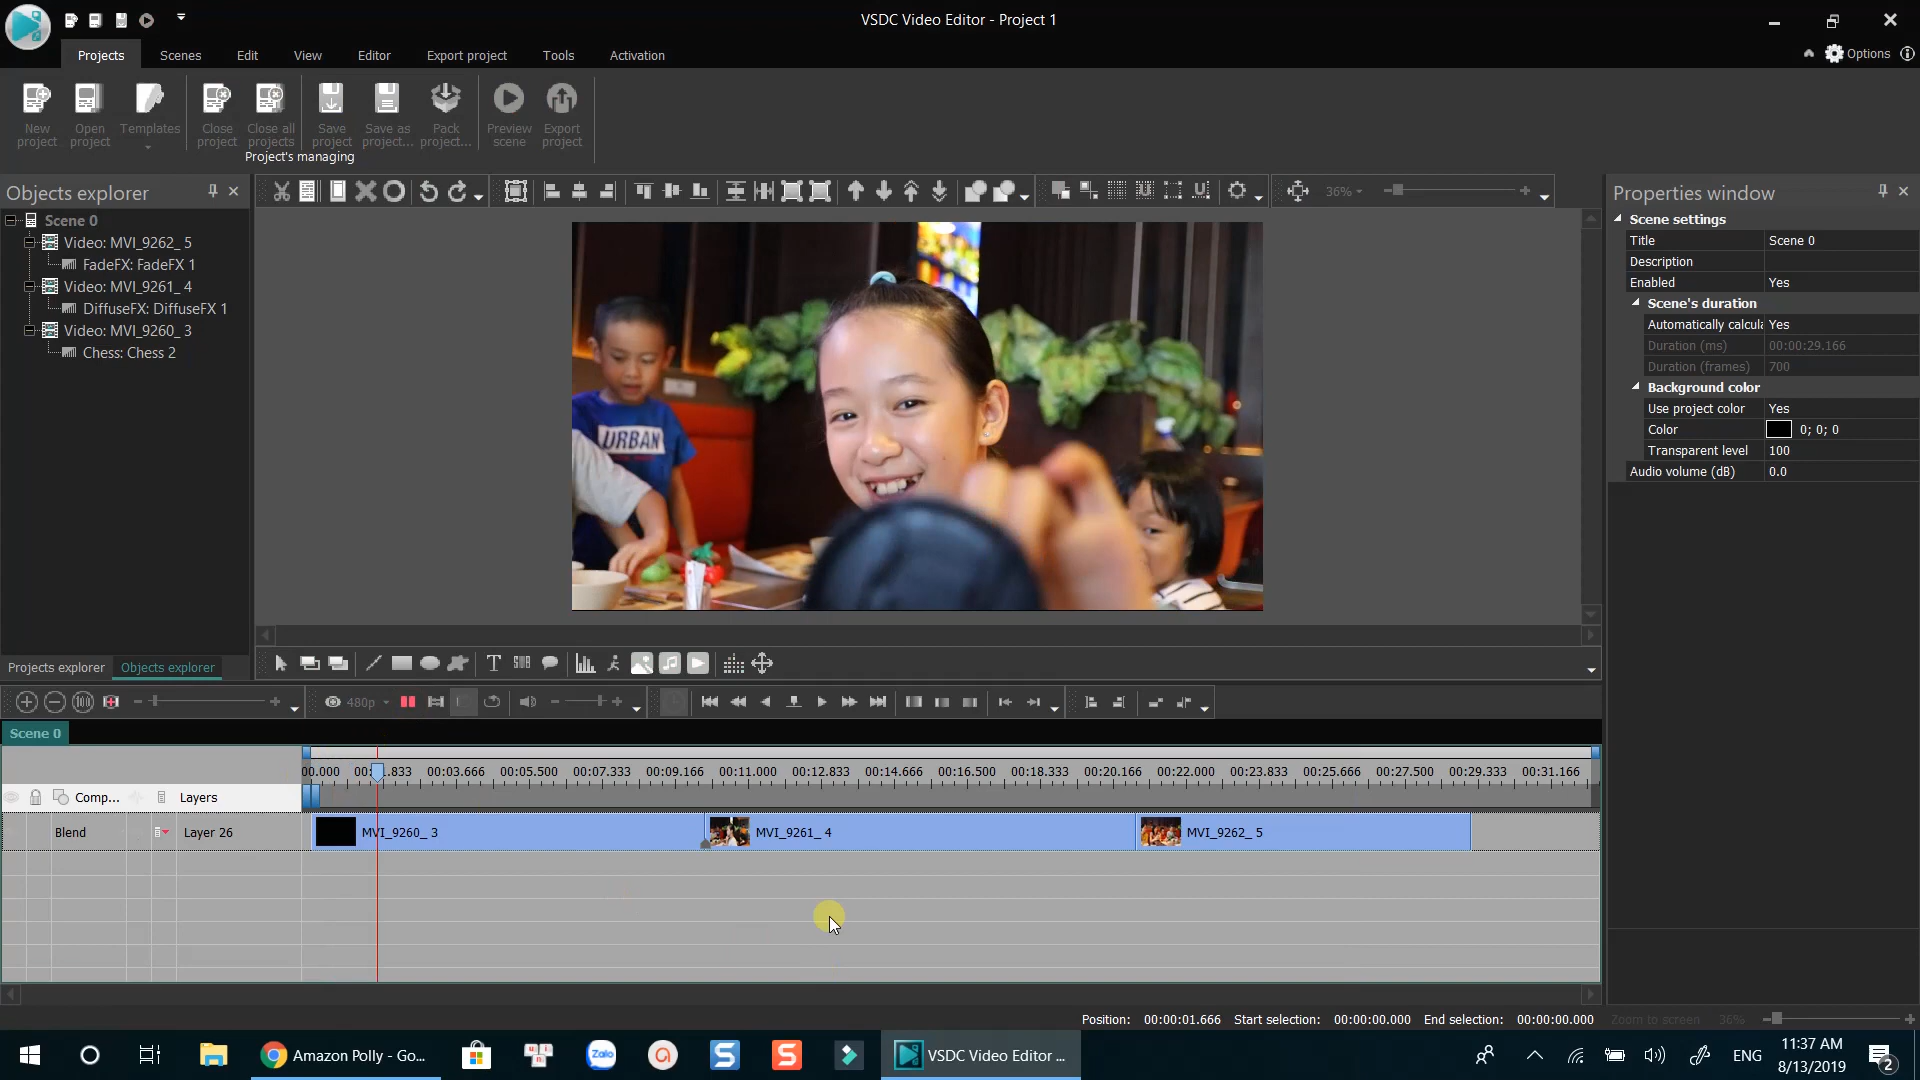 VSDC Video Editor - Project 1
Projects Scenes Edit View Editor Export project Tools Activation
Options
New project
Open project
Templates
Close project
Close all projects
Save project
Save as project...
Pack project...
Preview scene
Export project
Project's managing
Objects explorer
36%
Properties window
Scene 0
Video: MVI_9262_ 5
FadeFX: FadeFX 1
Video: MVI_9261_ 4
DiffuseFX: DiffuseFX 1
Video: MVI_9260_ 3
Chess: Chess 2
URBAN
Scene settings
Title Scene 0
Description
Enabled Yes
Scene's duration
Automatically calcula Yes
Duration (ms) 00:00:29.166
Duration (frames) 700
Background color
Use project color Yes
Color 0; 0; 0
Transparent level 100
Audio volume (dB) 0.0
Projects explorer Objects explorer
480p
Scene 0
00.000 00: 1.833 00:03.666 00:05.500 00:07.333 00:09.166 00:11.000 00:12.833 00:14.666 00:16.500 00:18.333 00:20.166 00:22.000 00:23.833 00:25.666 00:27.500 00:29.333 00:31.166
Comp... Layers
Blend Layer 26 MVI_9260_ 3 MVI_9261_ 4 MVI_9262_ 5
Position: 00:00:01.666 Start selection: 00:00:00.000 End selection: 00:00:00.000 Zoom to screen 36%
Amazon Polly - Go...
Zalo
VSDC Video Editor ...
ENG
11:37 AM
8/13/2019
2